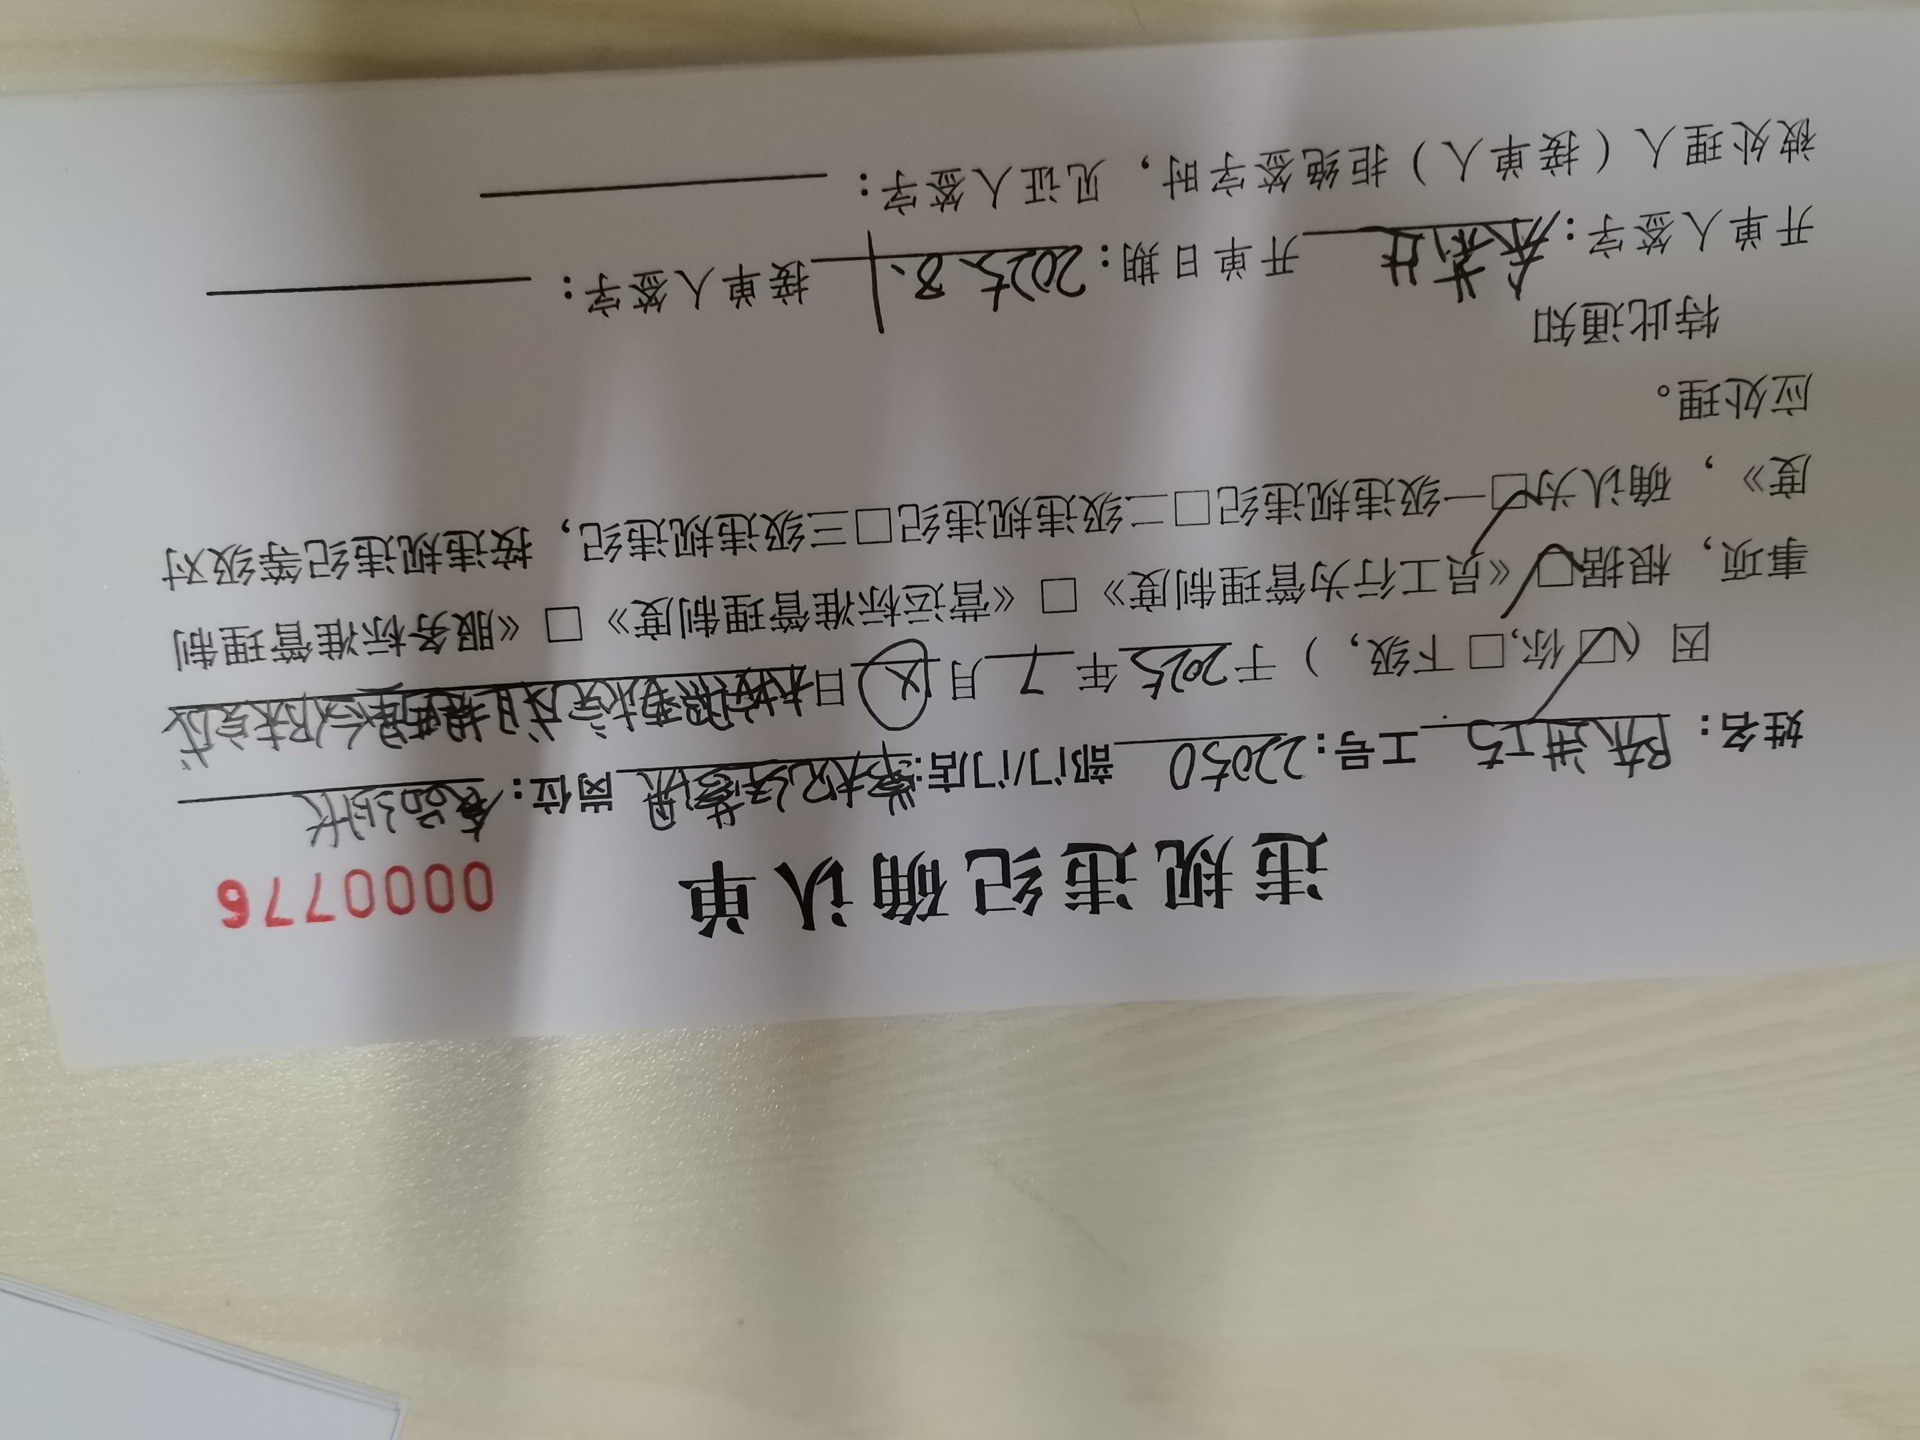 违规违纪确认单
0000776
姓名：陈进巧 工号：22050 部门/门店： 岗位：
因（☑你，□下级，）于2025年7月 日
事项，根据☑《员工行为管理制度》□《营运标准管理制度》□《服务标准管理制
度》，确认为☑一级违规违纪□二级违规违纪□三级违规违纪，按违规违纪等级对
应处理。
特此通知
开单人签字： 开单日期：2025.8.1 接单人签字：
被处理人（接单人）拒绝签字时，见证人签字：